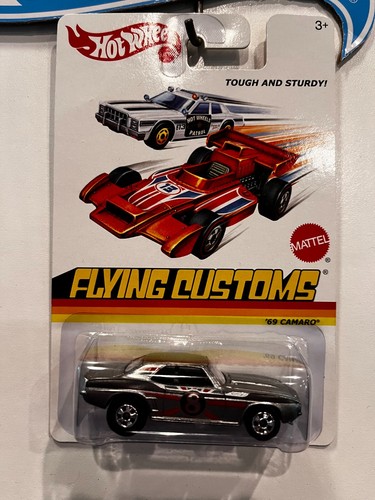 Hot Wheels
3+
TOUGH AND STURDY!
HOT WHEELS
PATROL
MATTEL
FLYING CUSTOMS®
'69 CAMARO®